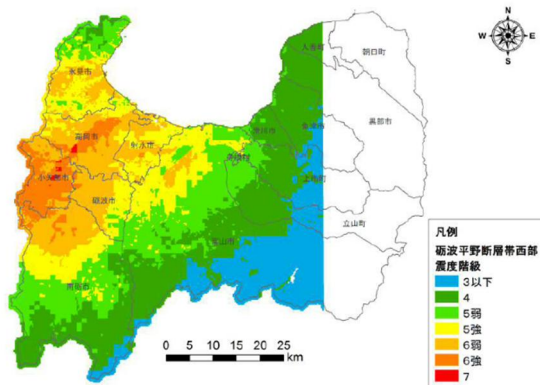 N
W
E
S
入善町
朝日町
氷見市
黒部市
魚津市
高岡市
射水市
滑川市
舟橋村
小矢部市
上市町
砺波市
立山町
富山市
南砺市
凡例
砺波平野断層帯西部
震度階級
3以下
4
5弱
5強
6弱
6強
7
0 5 10 15 20 25
km